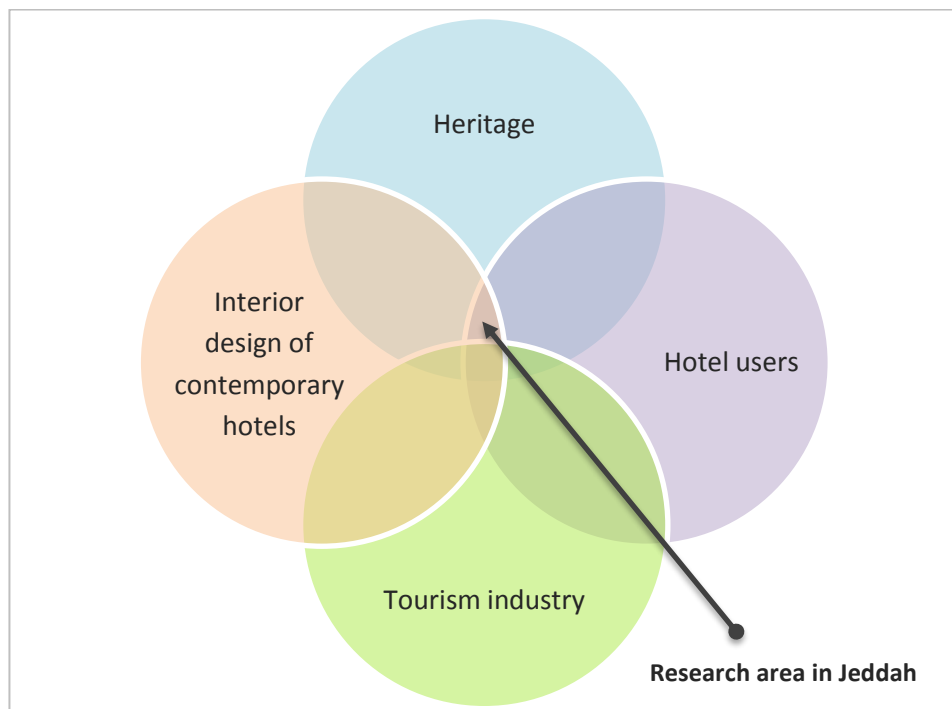 Heritage
Interior
design of
contemporary
hotels
Hotel users
Tourism industry
Research area in Jeddah